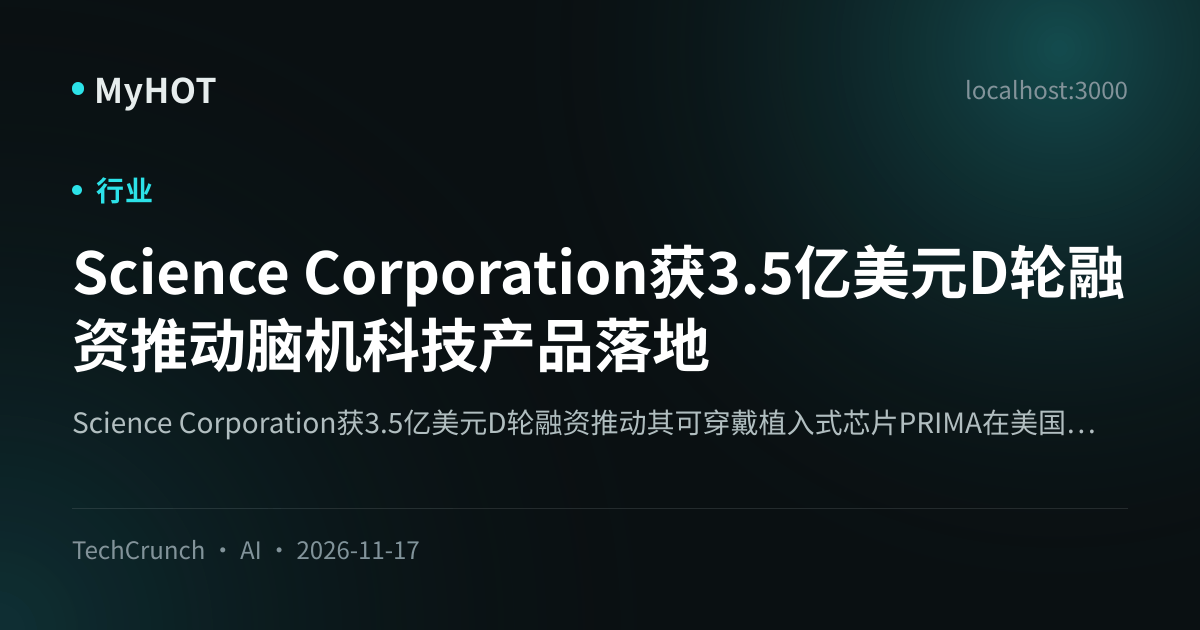 MyHOT
localhost:3000
行业
Science Corporation获3.5亿美元D轮融
资推动脑机科技产品落地
Science Corporation获3.5亿美元D轮融资推动其可穿戴植入式芯片PRIMA在美国…
TechCrunch · AI · 2026-11-17